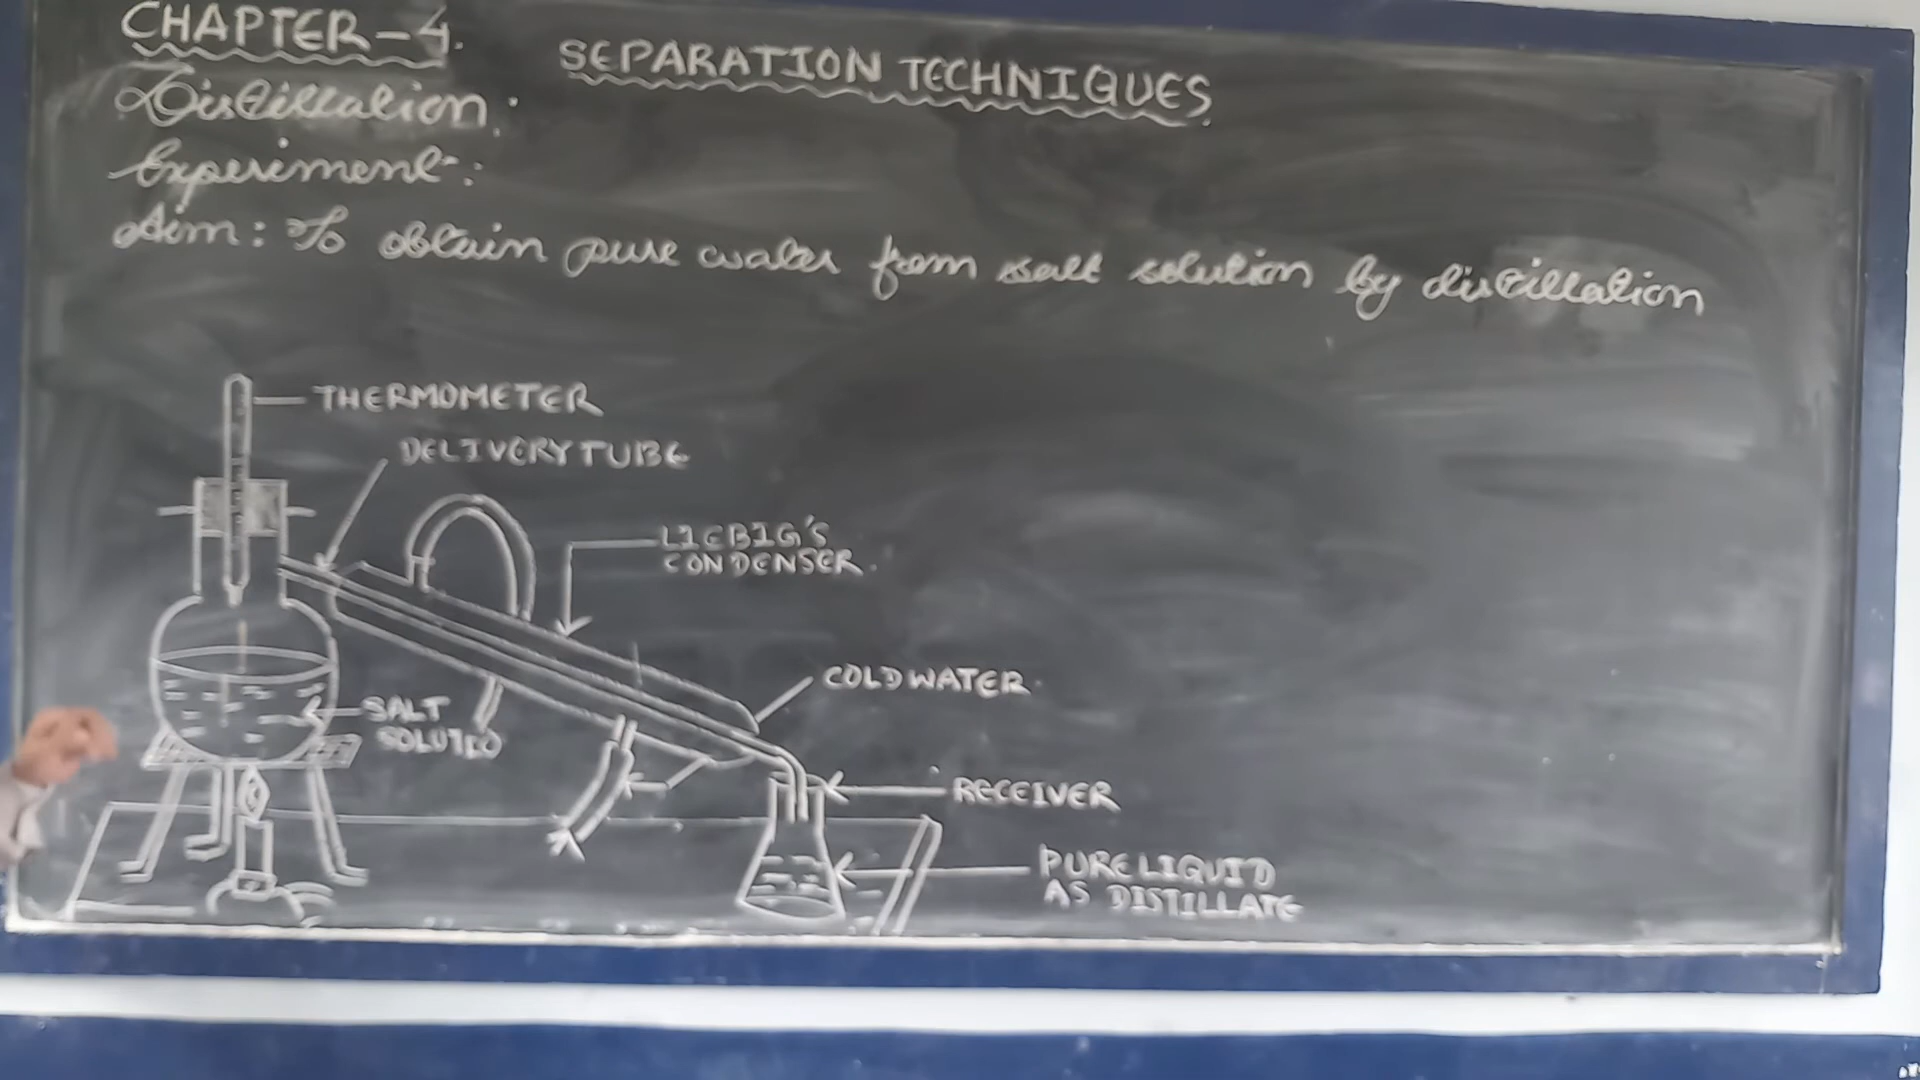 CHAPTER-4.
SEPARATION TECHNIQUES.
Distillation:
Experiment:
Aim: To obtain pure water from salt solution by distillation
THERMOMETER
DELIVERY TUBE
LIEBIG'S
CONDENSER.
COLD WATER
SALT
SOLUTIO
RECEIVER
PURE LIQUID
AS DISTILLATE